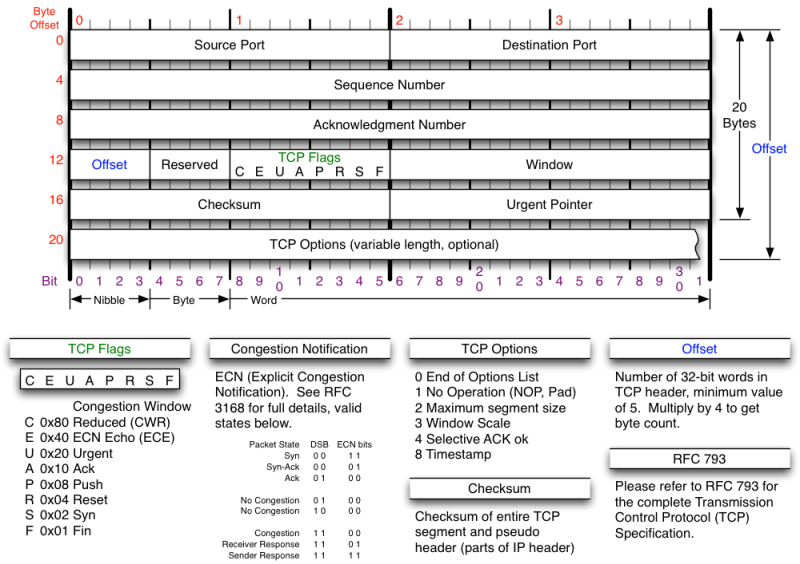 Byte
Offset
0 1 2 3
0 Source Port Destination Port
4 Sequence Number
8 Acknowledgment Number
20
Bytes
Offset
12 Offset Reserved TCP Flags Window
C E U A P R S F
16 Checksum Urgent Pointer
20 TCP Options (variable length, optional)
Bit 0 1 2 3 4 5 6 7 8 9 10 1 2 3 4 5 6 7 8 9 20 1 2 3 4 5 6 7 8 9 30 1
Nibble Byte Word
TCP Flags
C E U A P R S F
Congestion Window
C 0x80 Reduced (CWR)
E 0x40 ECN Echo (ECE)
U 0x20 Urgent
A 0x10 Ack
P 0x08 Push
R 0x04 Reset
S 0x02 Syn
F 0x01 Fin
Congestion Notification
ECN (Explicit Congestion
Notification). See RFC
3168 for full details, valid
states below.
Packet State DSB ECN bits
Syn 0 0 1 1
Syn-Ack 0 0 0 1
Ack 0 1 0 0
No Congestion 0 1 0 0
No Congestion 1 0 0 0
Congestion 1 1 0 0
Receiver Response 1 1 0 1
Sender Response 1 1 1 1
TCP Options
0 End of Options List
1 No Operation (NOP, Pad)
2 Maximum segment size
3 Window Scale
4 Selective ACK ok
8 Timestamp
Checksum
Checksum of entire TCP
segment and pseudo
header (parts of IP header)
Offset
Number of 32-bit words in
TCP header, minimum value
of 5. Multiply by 4 to get
byte count.
RFC 793
Please refer to RFC 793 for
the complete Transmission
Control Protocol (TCP)
Specification.